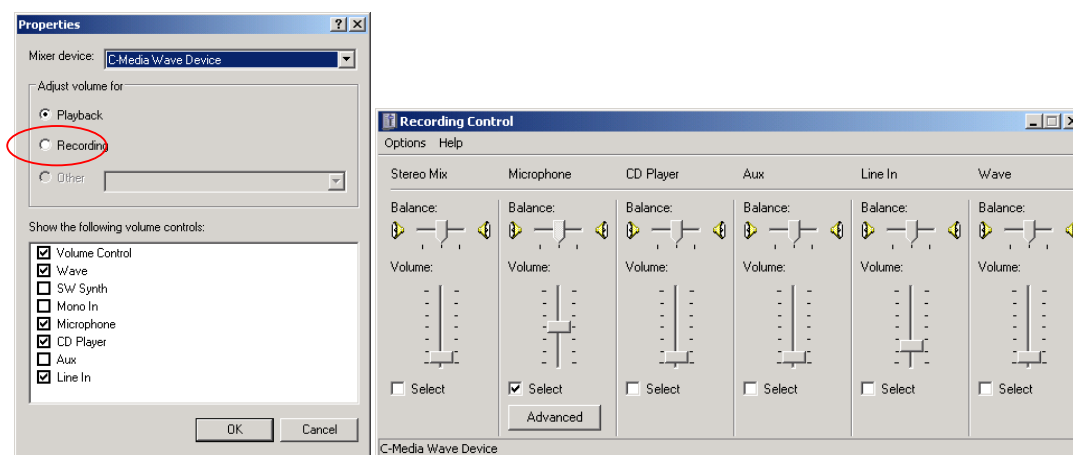 Properties
Mixer device: C-Media Wave Device
Adjust volume for
Playback
Recording
Other
Show the following volume controls:
Volume Control
Wave
SW Synth
Mono In
Microphone
CD Player
Aux
Line In
OK Cancel
Recording Control
Options Help
Stereo Mix Microphone CD Player Aux Line In Wave
Balance: Balance: Balance: Balance: Balance: Balance:
Volume: Volume: Volume: Volume: Volume: Volume:
Select Select Select Select Select Select
Advanced
C-Media Wave Device